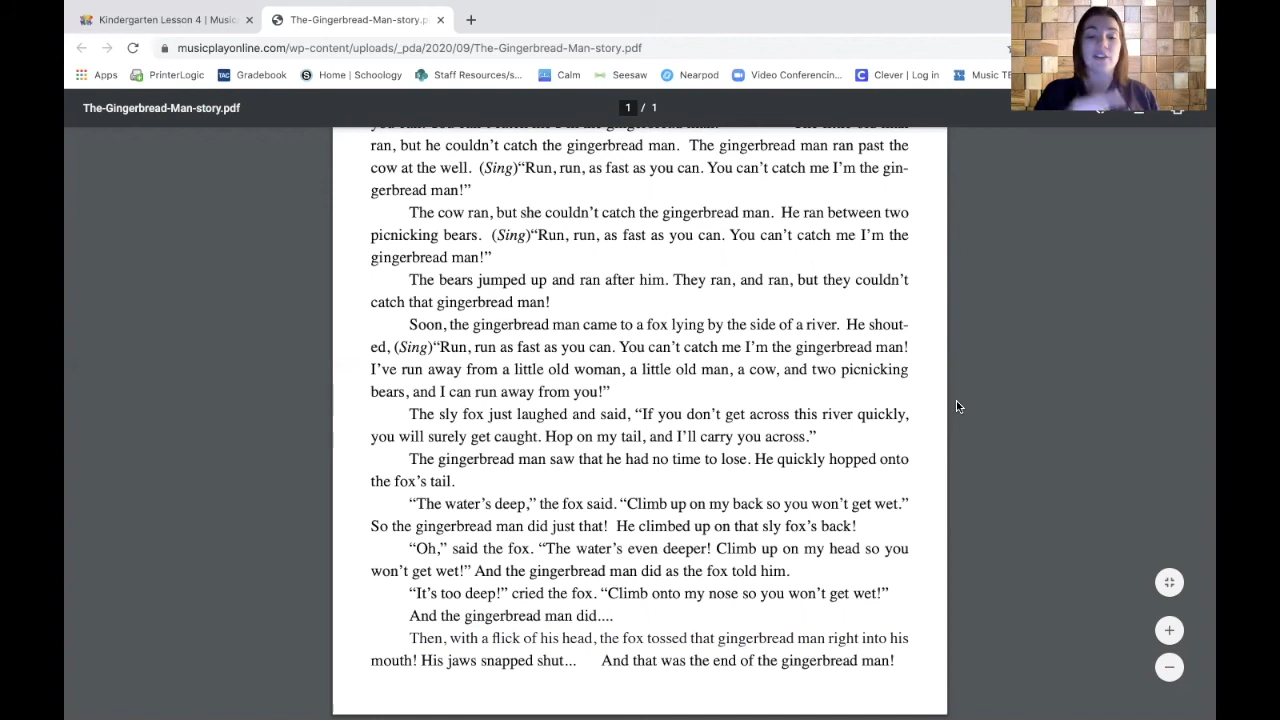 Kindergarten Lesson 4 | Music
The-Gingerbread-Man-story.p
musicplayonline.com/wp-content/uploads/_pda/2020/09/The-Gingerbread-Man-story.pdf
Apps PrinterLogic TAC Gradebook S Home | Schoology Staff Resources/s... Calm Seesaw Nearpod Video Conferencin... C Clever | Log in Music TE
The-Gingerbread-Man-story.pdf
1 / 1
ran, but he couldn’t catch the gingerbread man. The gingerbread man ran past the
cow at the well. (Sing)“Run, run, as fast as you can. You can’t catch me I’m the gin-
gerbread man!”
The cow ran, but she couldn’t catch the gingerbread man. He ran between two
picnicking bears. (Sing)“Run, run, as fast as you can. You can’t catch me I’m the
gingerbread man!”
The bears jumped up and ran after him. They ran, and ran, but they couldn’t
catch that gingerbread man!
Soon, the gingerbread man came to a fox lying by the side of a river. He shout-
ed, (Sing)“Run, run as fast as you can. You can’t catch me I’m the gingerbread man!
I’ve run away from a little old woman, a little old man, a cow, and two picnicking
bears, and I can run away from you!”
The sly fox just laughed and said, “If you don’t get across this river quickly,
you will surely get caught. Hop on my tail, and I’ll carry you across.”
The gingerbread man saw that he had no time to lose. He quickly hopped onto
the fox’s tail.
“The water’s deep,” the fox said. “Climb up on my back so you won’t get wet.”
So the gingerbread man did just that! He climbed up on that sly fox’s back!
“Oh,” said the fox. “The water’s even deeper! Climb up on my head so you
won’t get wet!” And the gingerbread man did as the fox told him.
“It’s too deep!” cried the fox. “Climb onto my nose so you won’t get wet!”
And the gingerbread man did....
Then, with a flick of his head, the fox tossed that gingerbread man right into his
mouth! His jaws snapped shut... And that was the end of the gingerbread man!